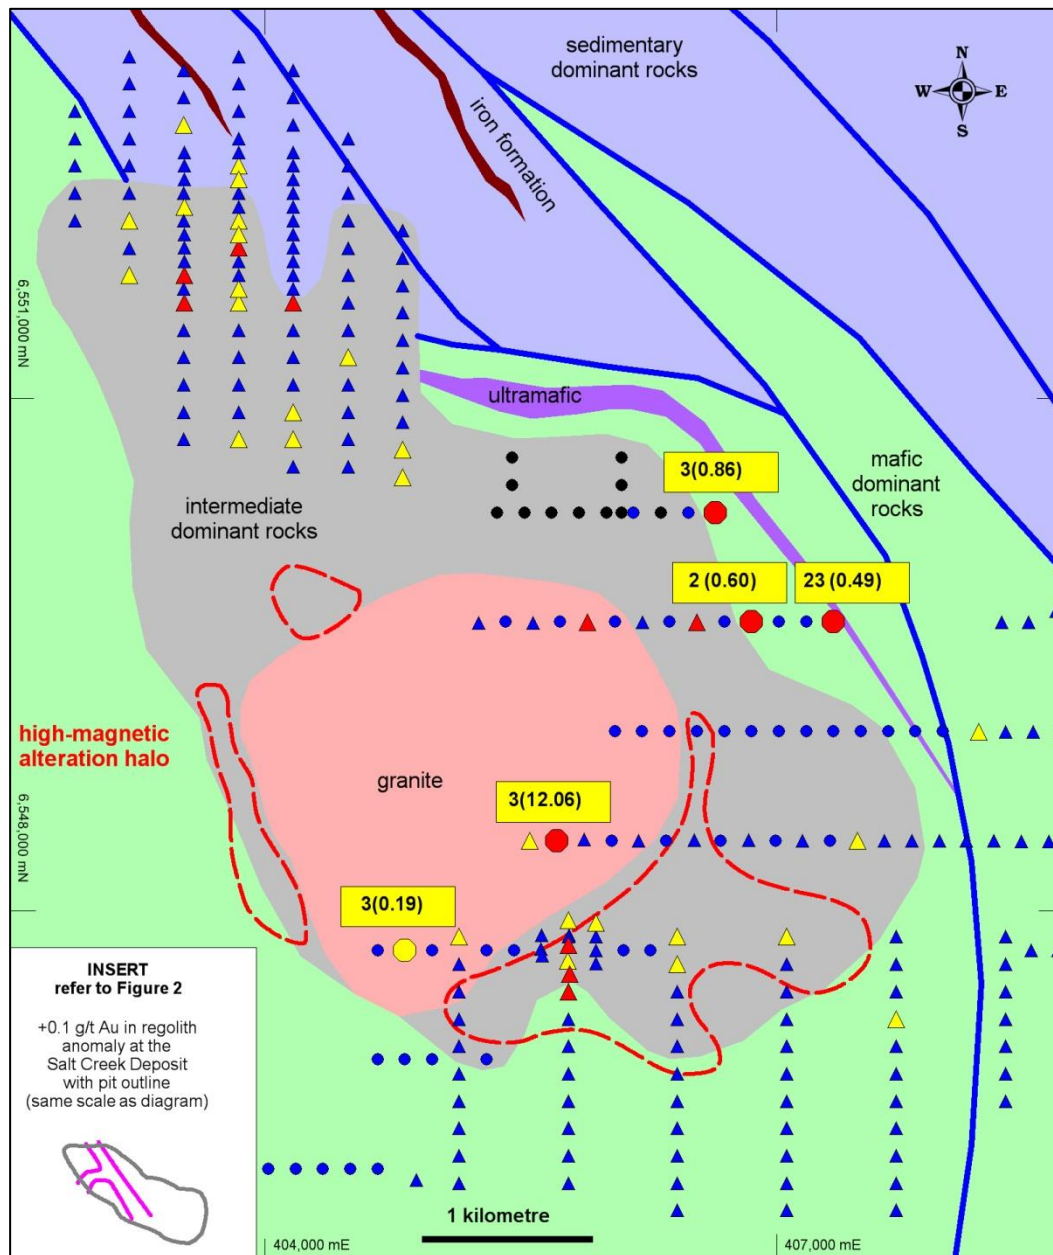 sedimentary
dominant rocks
N
W E
S
iron formation
6,551,000 mN
ultramafic
mafic
dominant
rocks
3(0.86)
intermediate
dominant rocks
2 (0.60)
23 (0.49)
high-magnetic
alteration halo
granite
3(12.06)
6,548,000 mN
3(0.19)
INSERT
refer to Figure 2
+0.1 g/t Au in regolith
anomaly at the
Salt Creek Deposit
with pit outline
(same scale as diagram)
1 kilometre
404,000 mE
407,000 mE